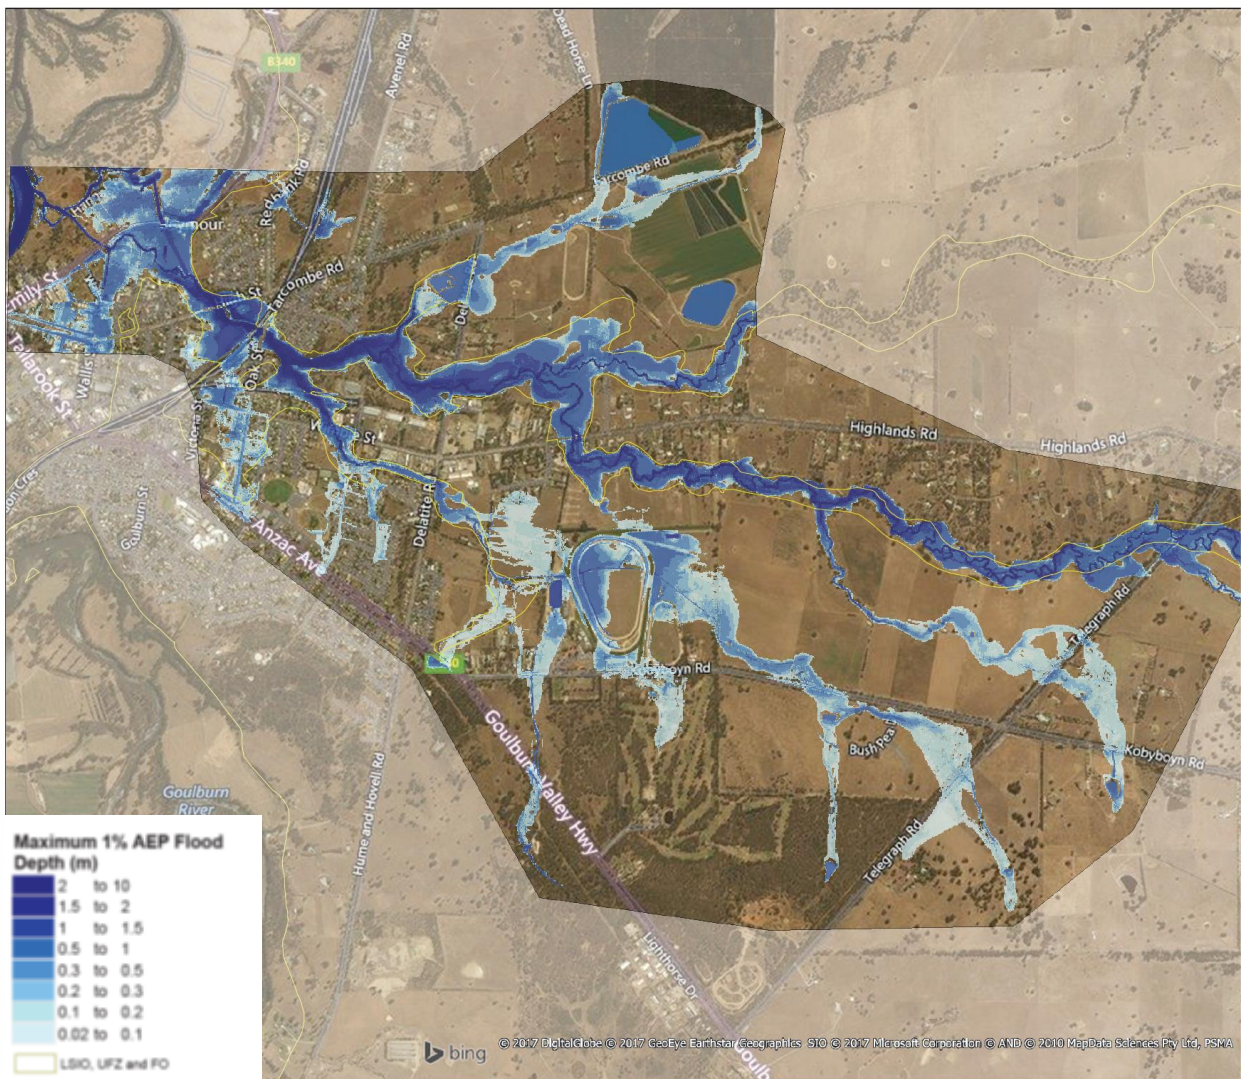 B340
Avenel Rd
Dead Horse Ln
Tarcombe Rd
Redbank Rd
Tarcombe Rd
Emily St
Wallis
Tallarook St
Oak St
Victoria St
Highlands Rd
Highlands Rd
Goulburn St
Delatite R
Anzac Ave
Telegraph Rd
Kobyboyn Rd
Goulburn Valley Hwy
Bush Pea
Kobyboyn Rd
Goulburn
River
Hume and Hovell Rd
Telegraph Rd
Lighthorse Dr
Maximum 1% AEP Flood
Depth (m)
2 to 10
1.5 to 2
1 to 1.5
0.5 to 1
0.3 to 0.5
0.2 to 0.3
0.1 to 0.2
0.02 to 0.1
LSIO, UFZ and FO
bing
© 2017 DigitalGlobe © 2017 GeoEye Earthstar Geographics SIO © 2017 Microsoft Corporation © AND © 2010 MapData Sciences Pty Ltd, PSMA